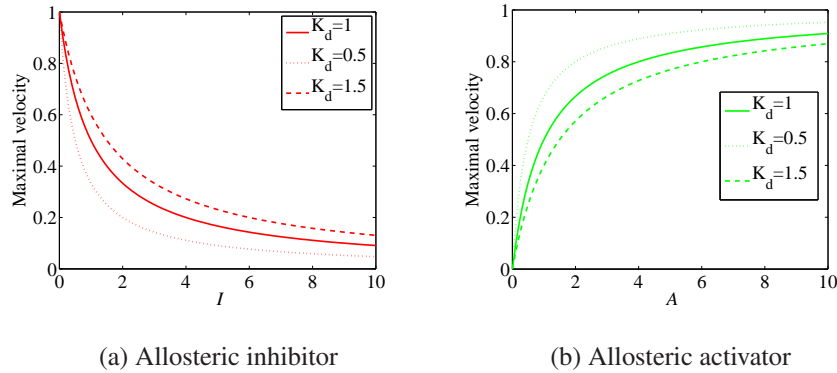 Maximal velocity
1
0.8
0.6
0.4
0.2
0
0 2 4 6 8 10
I
K_d=1
K_d=0.5
K_d=1.5
(a) Allosteric inhibitor
Maximal velocity
1
0.8
0.6
0.4
0.2
0
0 2 4 6 8 10
A
K_d=1
K_d=0.5
K_d=1.5
(b) Allosteric activator